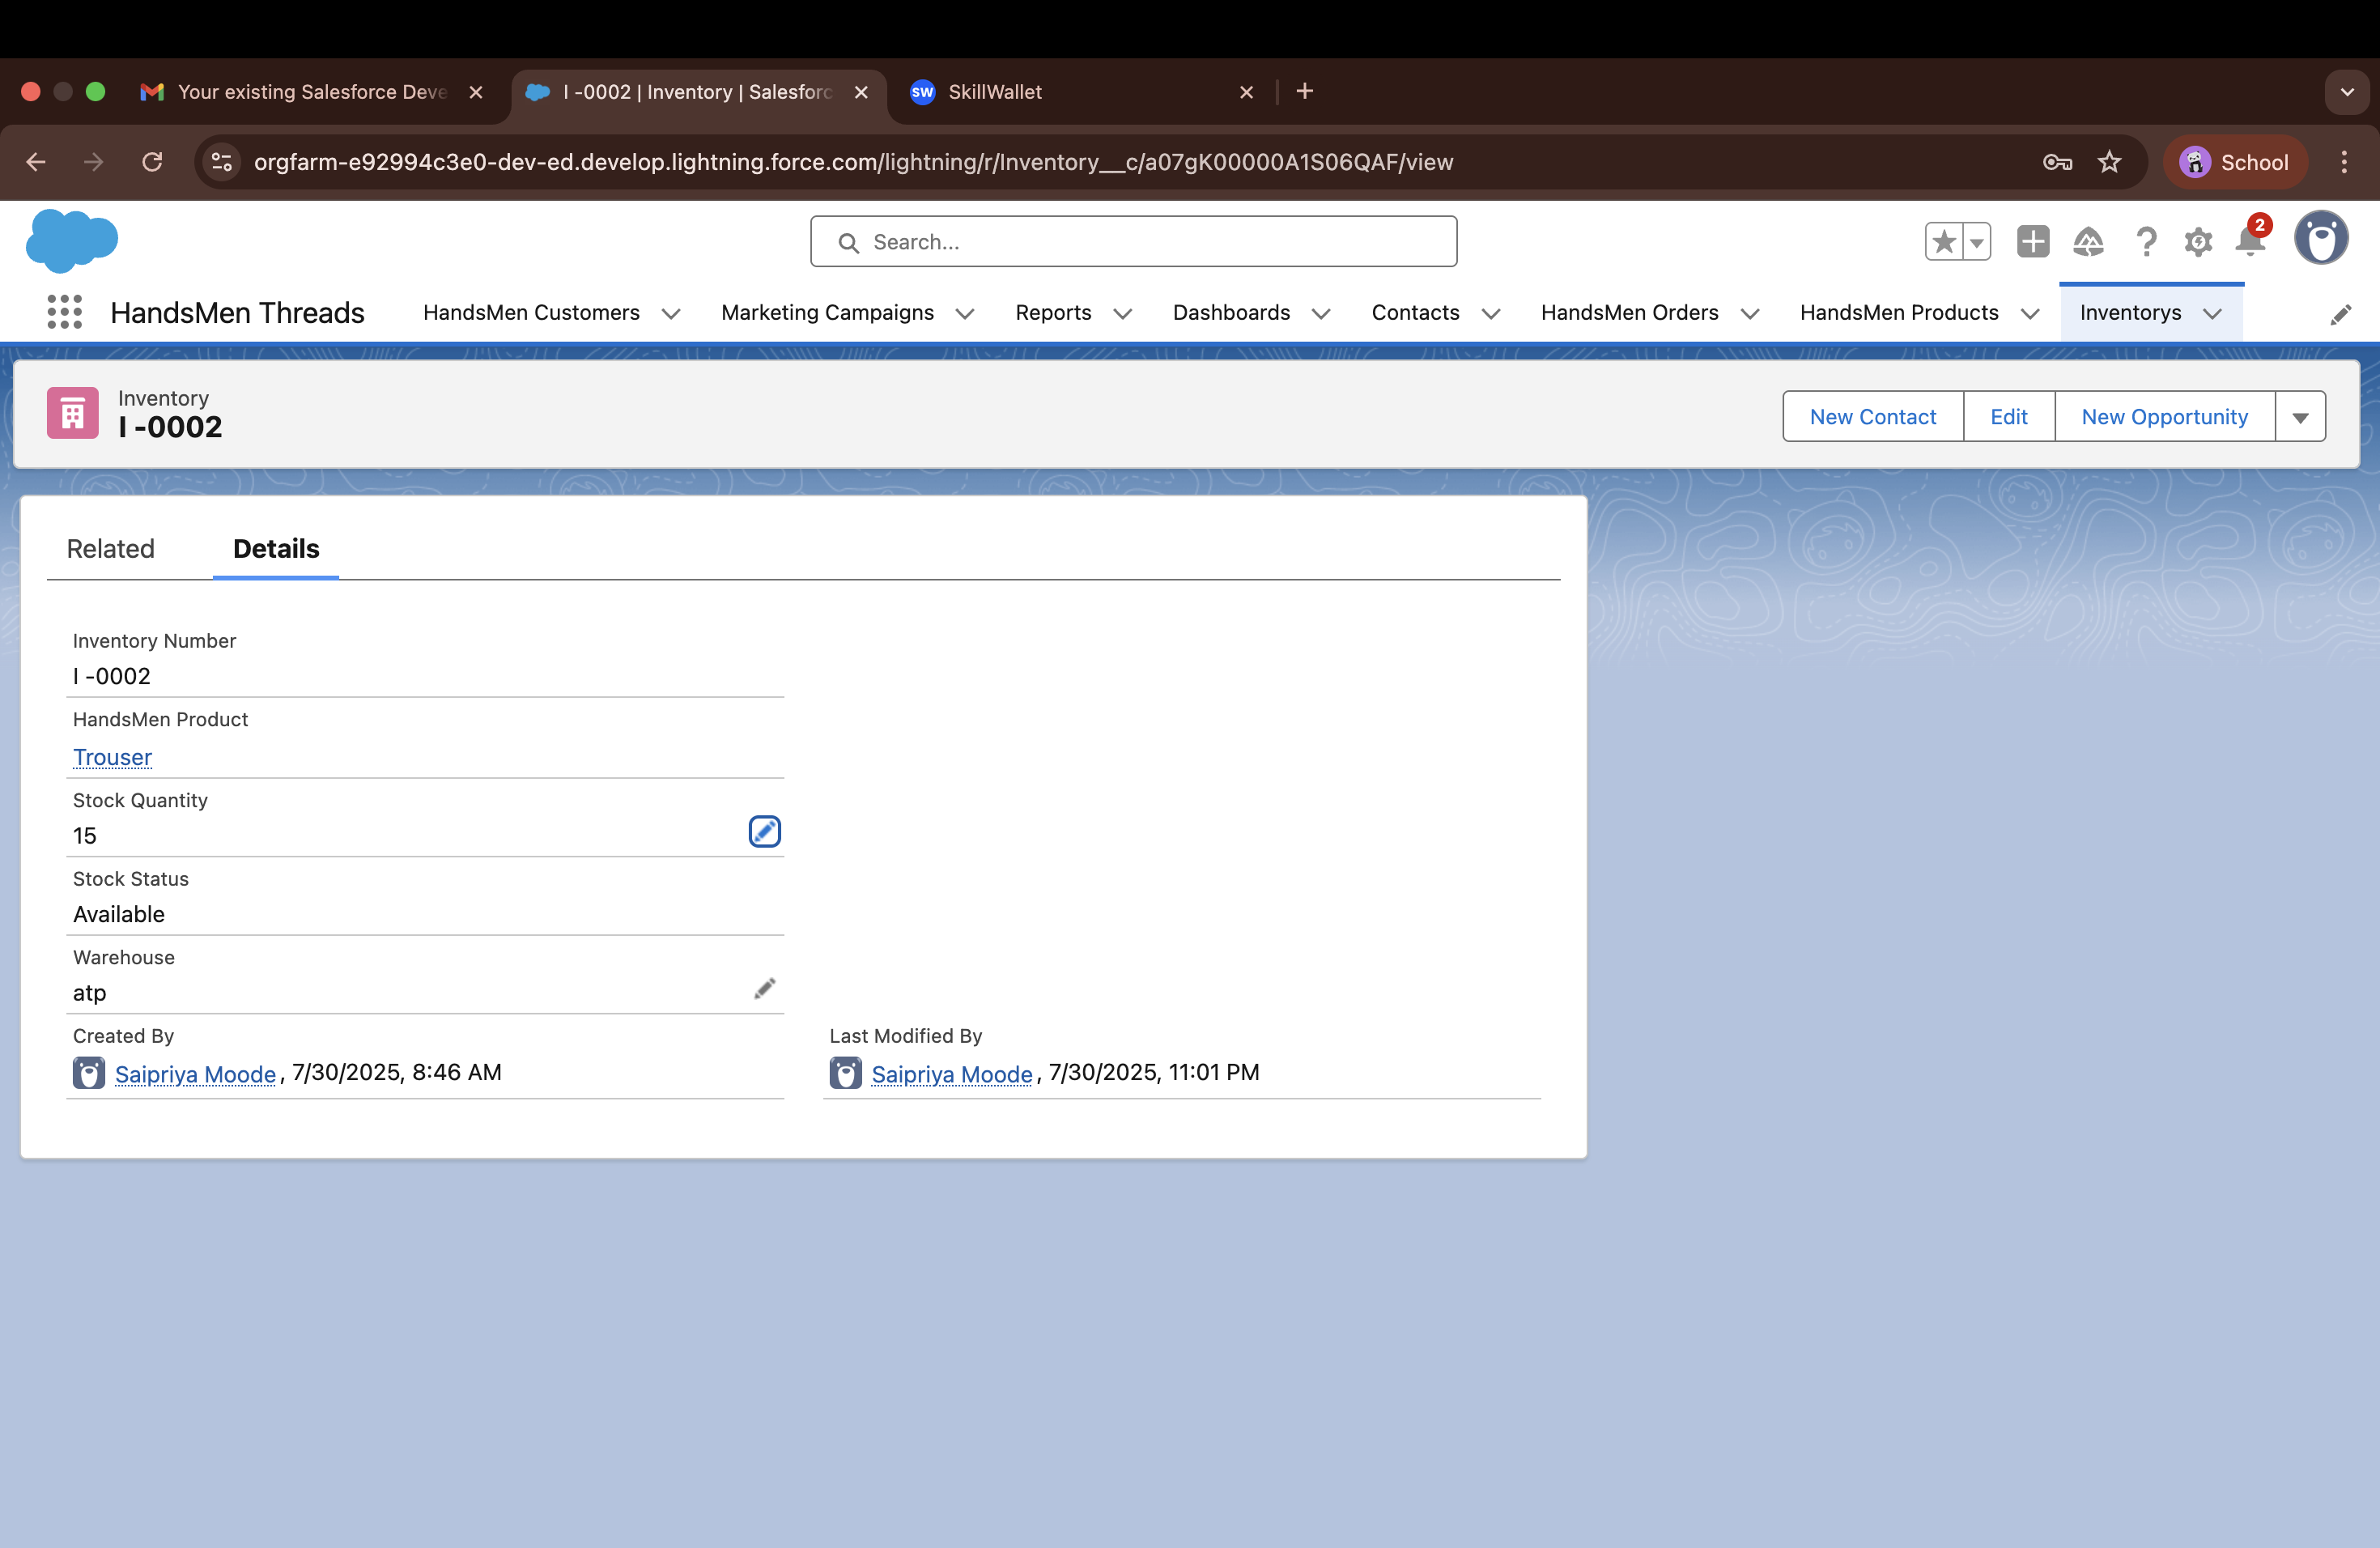 Your existing Salesforce Deve
I -0002 | Inventory | Salesforc
SW SkillWallet
orgfarm-e92994c3e0-dev-ed.develop.lightning.force.com/lightning/r/Inventory__c/a07gK00000A1S06QAF/view
School
Search...
2
HandsMen Threads
HandsMen Customers
Marketing Campaigns
Reports
Dashboards
Contacts
HandsMen Orders
HandsMen Products
Inventorys
Inventory
I -0002
New Contact
Edit
New Opportunity
Related
Details
Inventory Number
I -0002
HandsMen Product
Trouser
Stock Quantity
15
Stock Status
Available
Warehouse
atp
Created By
Saipriya Moode, 7/30/2025, 8:46 AM
Last Modified By
Saipriya Moode, 7/30/2025, 11:01 PM